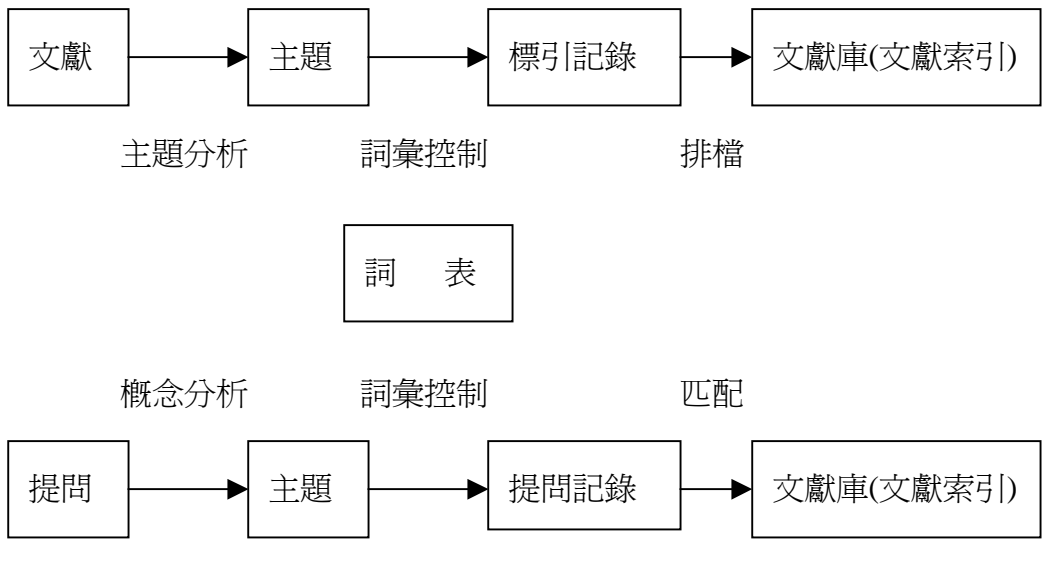 文獻 主題 標引記錄 文獻庫(文獻索引)
主題分析 詞彙控制 排檔
詞 表
概念分析 詞彙控制 匹配
提問 主題 提問記錄 文獻庫(文獻索引)